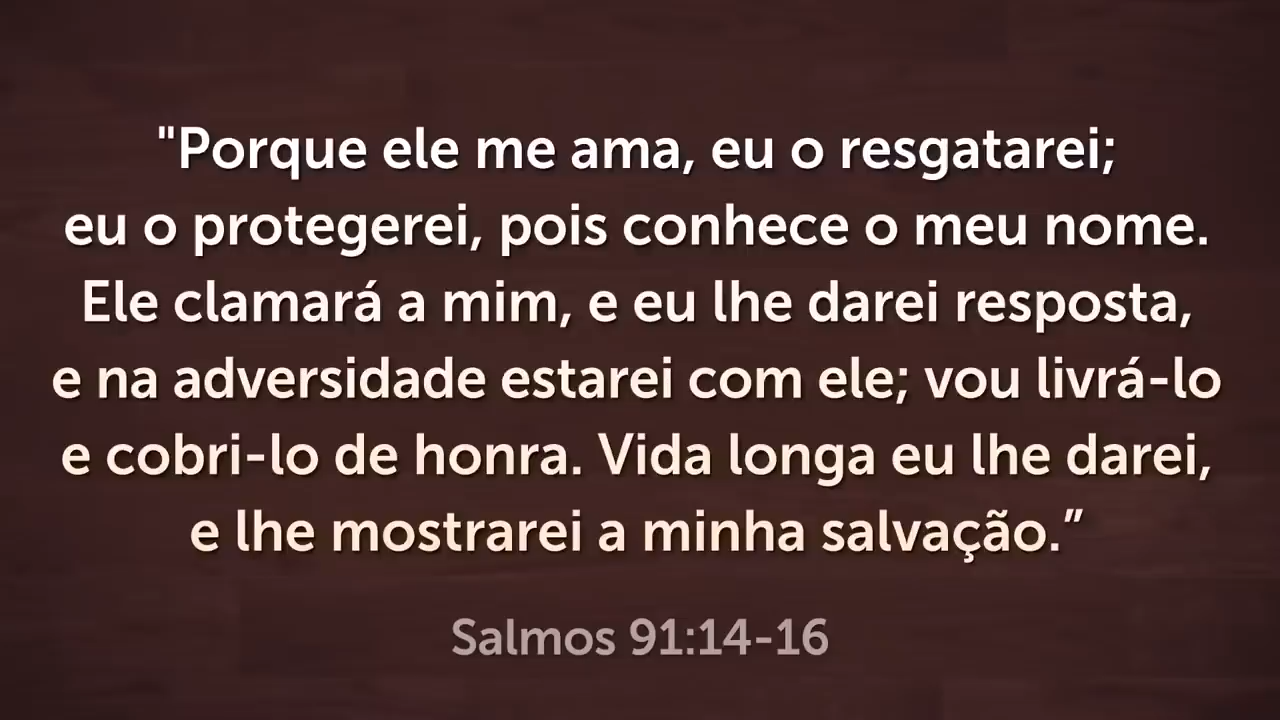 "Porque ele me ama, eu o resgatarei;
eu o protegerei, pois conhece o meu nome.
Ele clamará a mim, e eu lhe darei resposta,
e na adversidade estarei com ele; vou livrá-lo
e cobri-lo de honra. Vida longa eu lhe darei,
e lhe mostrarei a minha salvação.”
Salmos 91:14-16